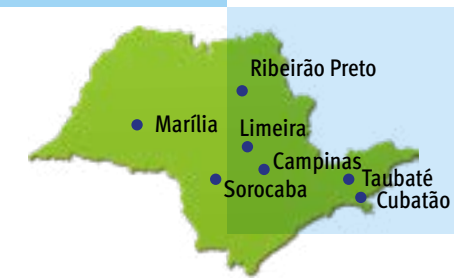 Ribeirão Preto
Marília
Limeira
Campinas
Sorocaba
Taubaté
Cubatão